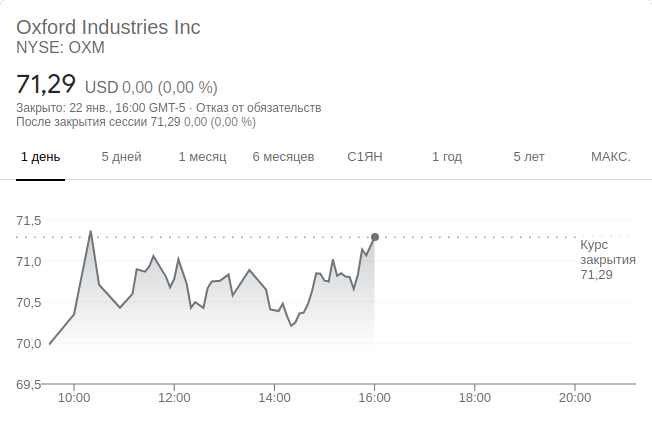 Oxford Industries Inc
NYSE: OXM
71,29 USD 0,00 (0,00 %)
Закрыто: 22 янв., 16:00 GMT-5 · Отказ от обязательств
После закрытия сессии 71,29 0,00 (0,00 %)
1 день 5 дней 1 месяц 6 месяцев С1ЯН 1 год 5 лет МАКС.
71,5
Курс
закрытия
71,29
71,0
70,5
70,0
69,5
10:00 12:00 14:00 16:00 18:00 20:00